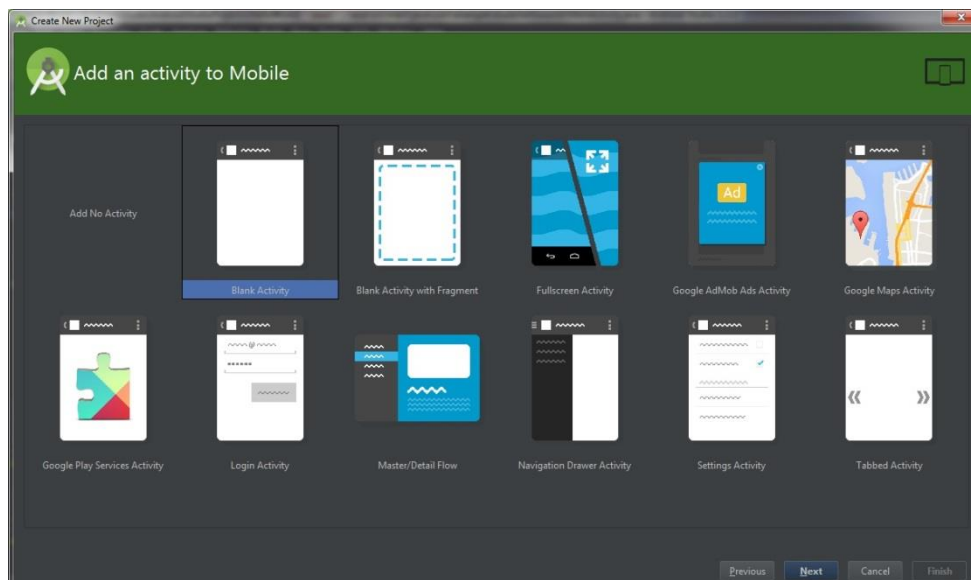 Create New Project
Add an activity to Mobile
Ad
Add No Activity
Blank Activity
Blank Activity with Fragment
Fullscreen Activity
Google AdMob Ads Activity
Google Maps Activity
@
Google Play Services Activity
Login Activity
Master/Detail Flow
Navigation Drawer Activity
Settings Activity
Tabbed Activity
Previous
Next
Cancel
Finish